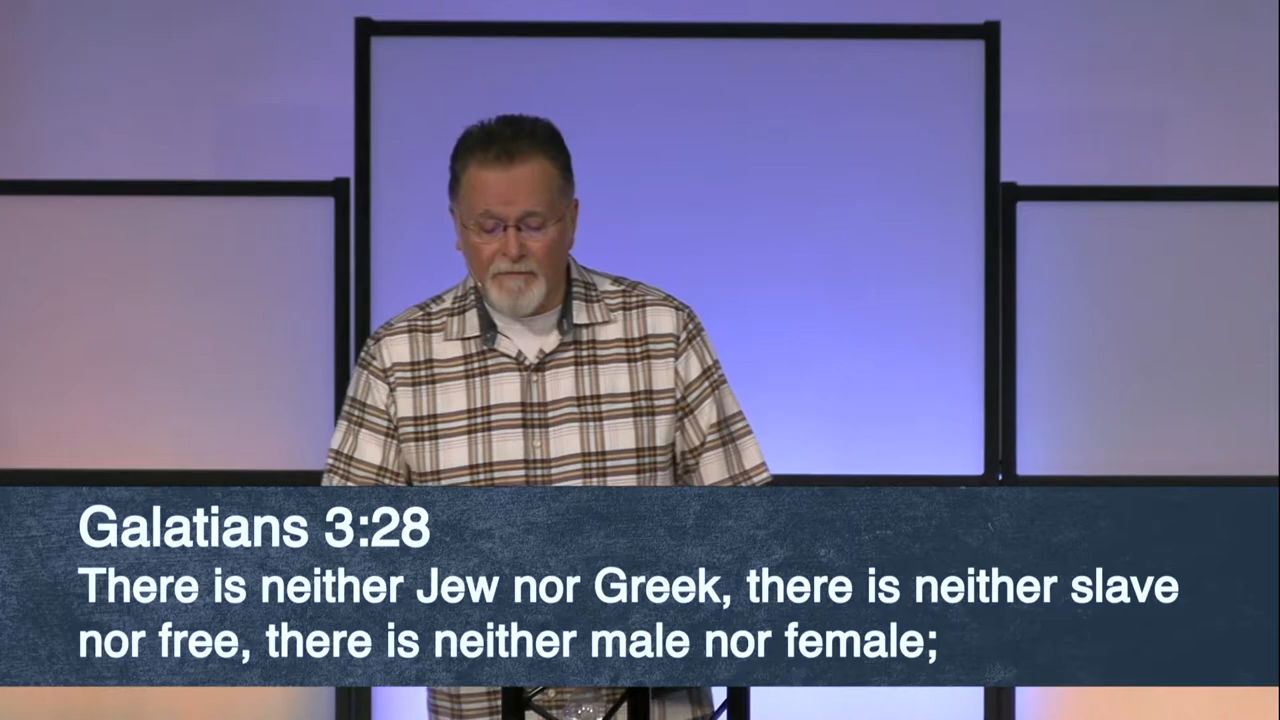 Galatians 3:28
There is neither Jew nor Greek, there is neither slave
nor free, there is neither male nor female;